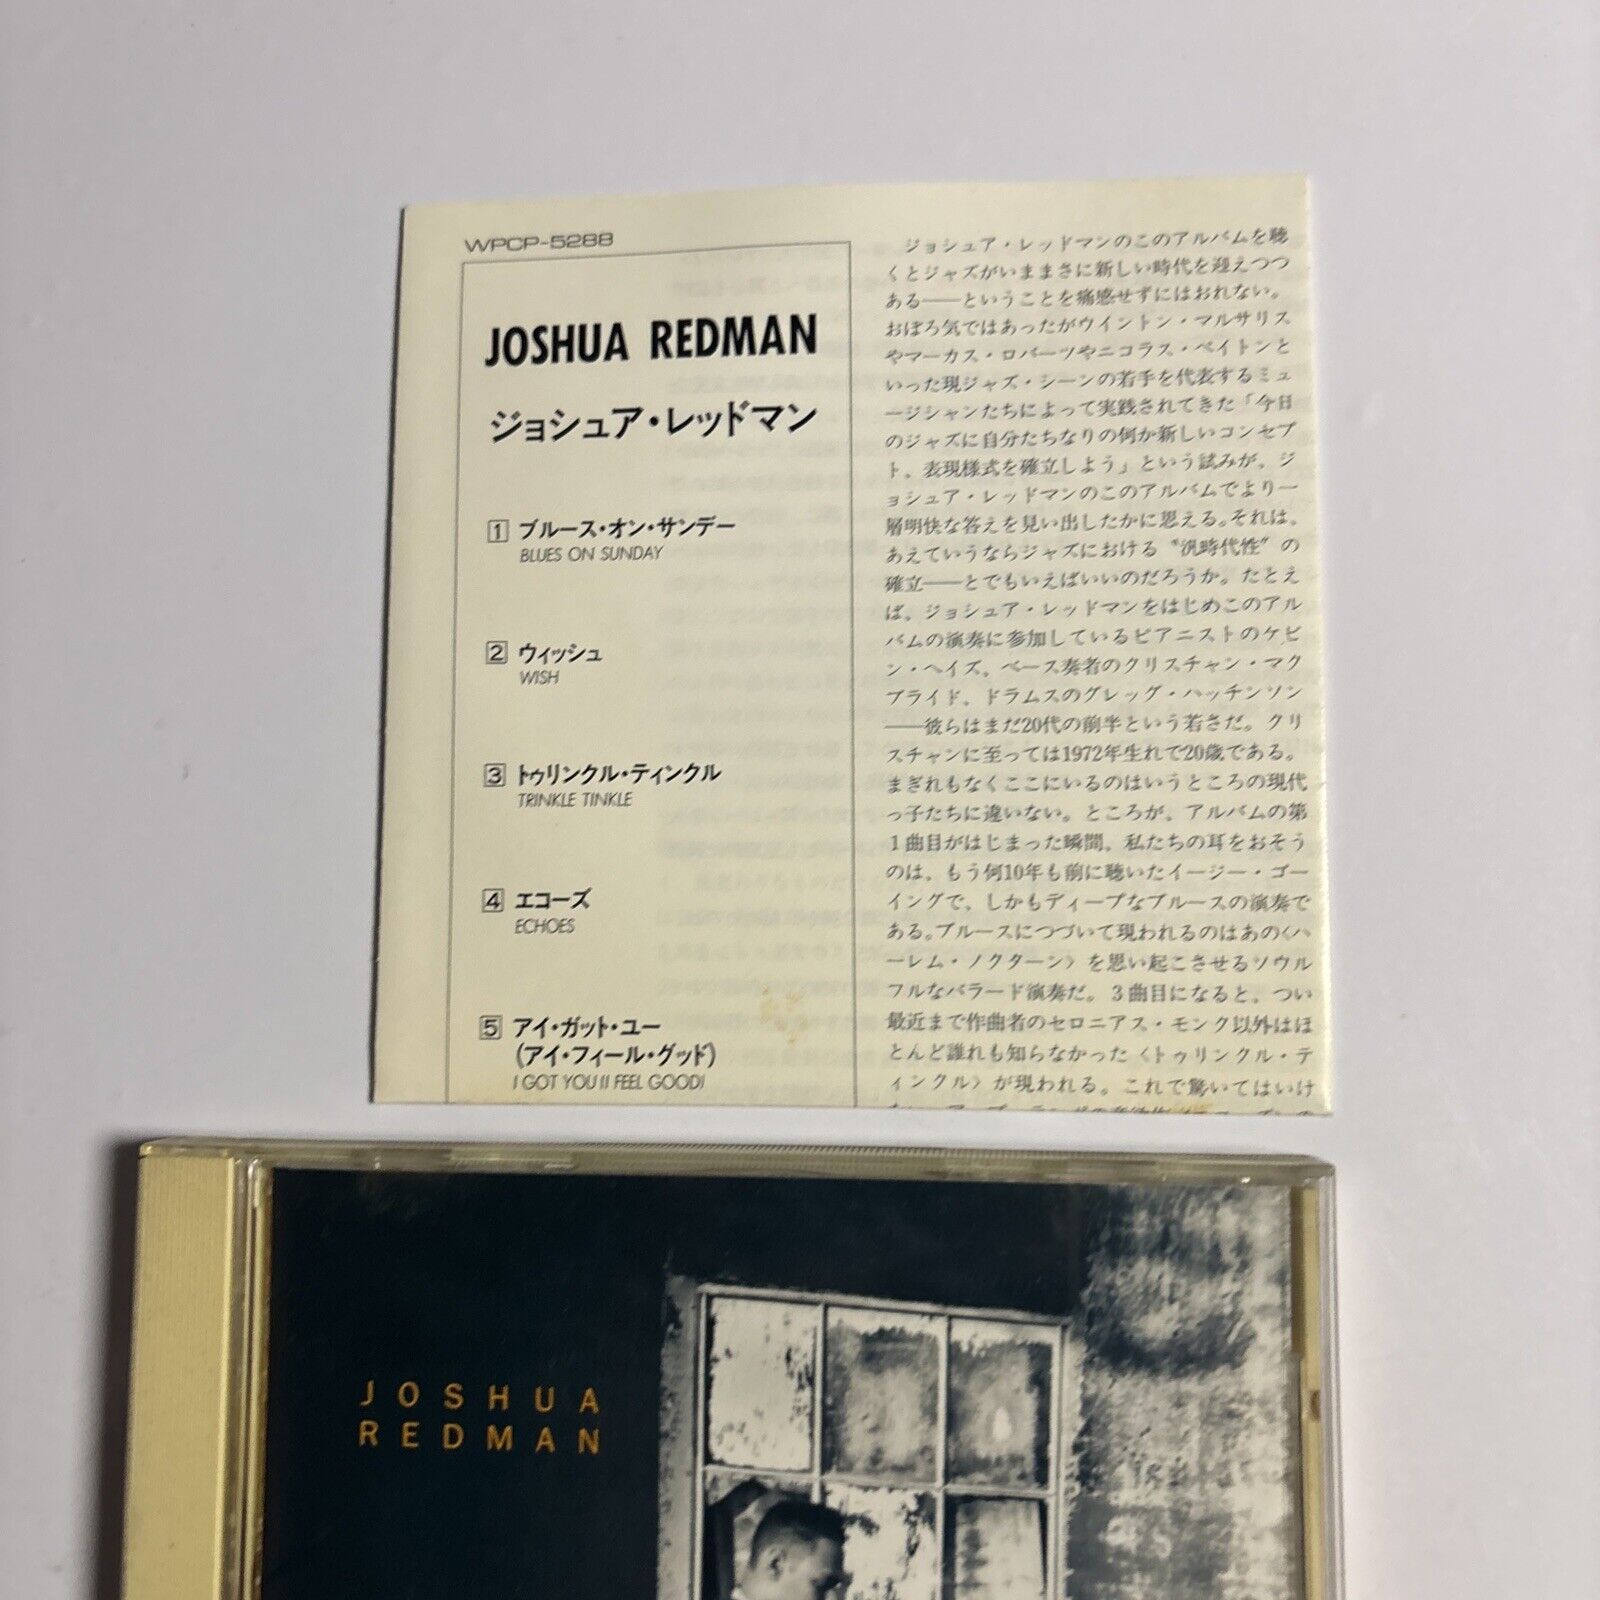 WPCP-5288
JOSHUA REDMAN
ジョシュア・レッドマン
1 ブルース・オン・サンデー
BLUES ON SUNDAY
2 ウィッシュ
WISH
3 トゥリンクル・ティンクル
TRINKLE TINKLE
4 エコーズ
ECHOES
5 アイ・ガット・ユー
(アイ・フィール・グッド)
I GOT YOU (I FEEL GOOD)
ジョシュア・レッドマンのこのアルバムを聴
くとジャズがいままさに新しい時代を迎えつつ
ある――ということを痛感せずにはおれない。
おぼろ気ではあったがウイントン・マルサリス
やマーカス・ロバーツやニコラス・ペイトンと
いった現ジャズ・シーンの若手を代表するミュ
ージシャンたちによって実践されてきた「今日
のジャズに自分たちなりの何か新しいコンセプ
ト、表現様式を確立しよう」という試みが、ジ
ョシュア・レッドマンのこのアルバムでより一
層明快な答えを見い出したかに思える。それは、
あえていうならジャズにおける〝汎時代性〟の
確立――とでもいえばいいのだろうか。たとえ
ば、ジョシュア・レッドマンをはじめこのアル
バムの演奏に参加しているピアニストのケビ
ン・ヘイズ、ベース奏者のクリスチャン・マク
ブライド、ドラムスのグレッグ・ハッチンソン
――彼らはまだ20代の前半という若さだ。クリ
スチャンに至っては1972年生れで20歳である。
まぎれもなくここにいるのはいうところの現代
っ子たちに違いない。ところが、アルバムの第
1曲目がはじまった瞬間、私たちの耳をおそう
のは、もう何10年も前に聴いたイージー・ゴー
イングで、しかもディープなブルースの演奏で
ある。ブルースにつづいて現われるのはあの〈ハ
ーレム・ノクターン〉を思い起こさせるソウル
フルなバラード演奏だ。3曲目になると、つい
最近まで作曲者のセロニアス・モンク以外はほ
とんど誰れも知らなかった〈トゥリンクル・テ
ィンクル〉が現われる。これで驚いてはいけ
JOSHUA
REDMAN